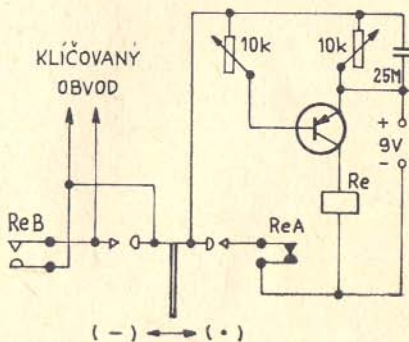 10k
10k
KLÍČOVANÝ
OBVOD
25M
+
9V
-
Re
ReB
ReA
(-) (•)